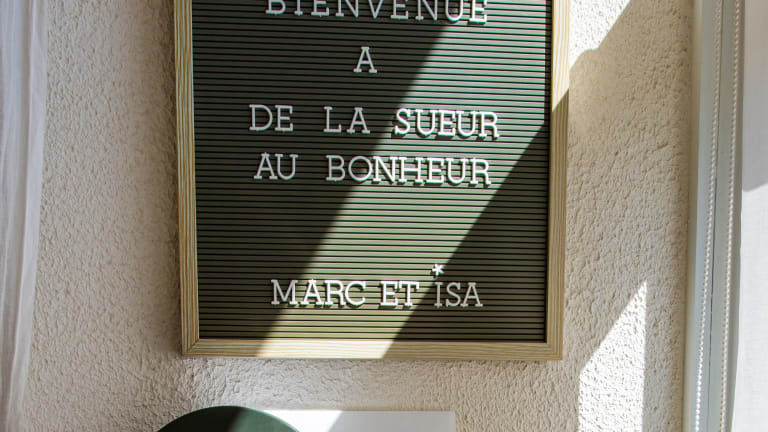 BIENVENUE
A
DE LA SUEUR
AU BONHEUR
MARC ET ISA